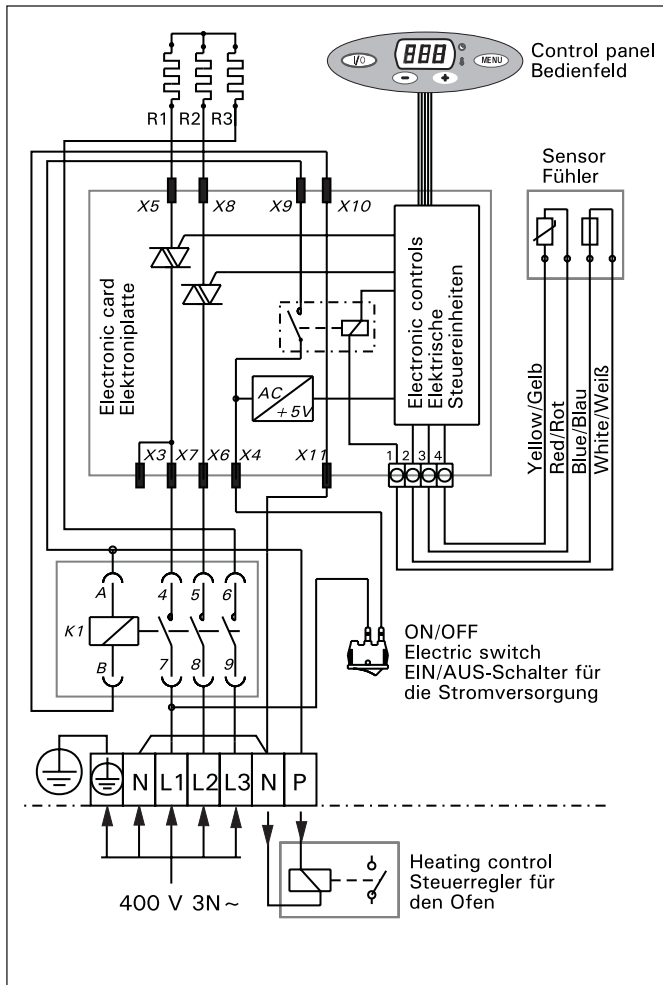 I/O
888
MENU
Control panel
Bedienfeld
R1 R2 R3
Sensor
Fühler
X5 X8 X9 X10
Electronic card
Elektroniplatte
Electronic controls
Elektrische
Steuereinheiten
AC
+5V
Yellow/Gelb
Red/Rot
Blue/Blau
White/Weiß
X3 X7 X6 X4 X11
1 2 3 4
A 4 5 6
K1
B 7 8 9
ON/OFF
Electric switch
EIN/AUS-Schalter für
die Stromversorgung
N L1 L2 L3 N P
400 V 3N~
Heating control
Steuerregler für
den Ofen